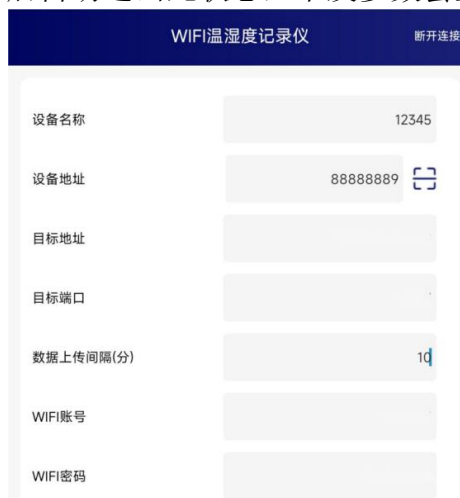 WIFI温湿度记录仪 断开连接
设备名称 12345
设备地址 88888889
目标地址
目标端口
数据上传间隔(分) 10
WIFI账号
WIFI密码